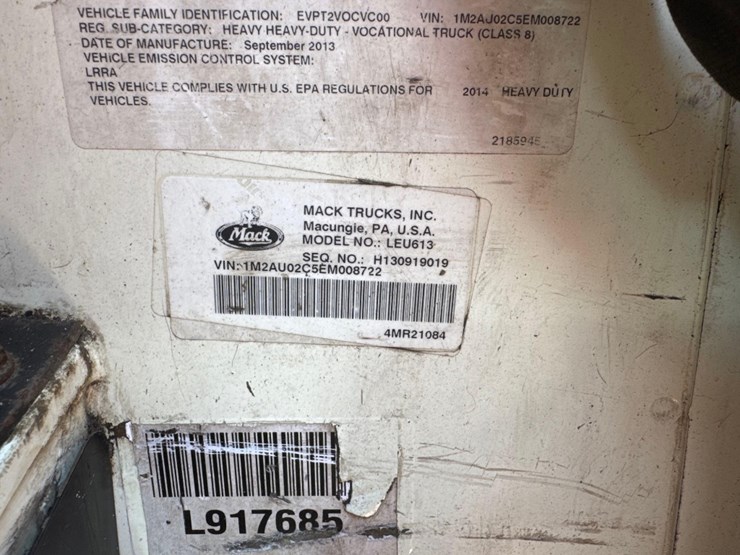 VEHICLE FAMILY IDENTIFICATION: EVPT2VOCVC00 VIN: 1M2AU02C5EM008722
REG. SUB-CATEGORY: HEAVY HEAVY-DUTY - VOCATIONAL TRUCK (CLASS 8)
DATE OF MANUFACTURE: September 2013
VEHICLE EMISSION CONTROL SYSTEM:
LRRA
THIS VEHICLE COMPLIES WITH U.S. EPA REGULATIONS FOR 2014 HEAVY DUTY
VEHICLES.
2185945
Mack
MACK TRUCKS, INC.
Macungie, PA, U.S.A.
MODEL NO.: LEU613
SEQ. NO.: H130919019
VIN: 1M2AU02C5EM008722
4MR21084
L917685